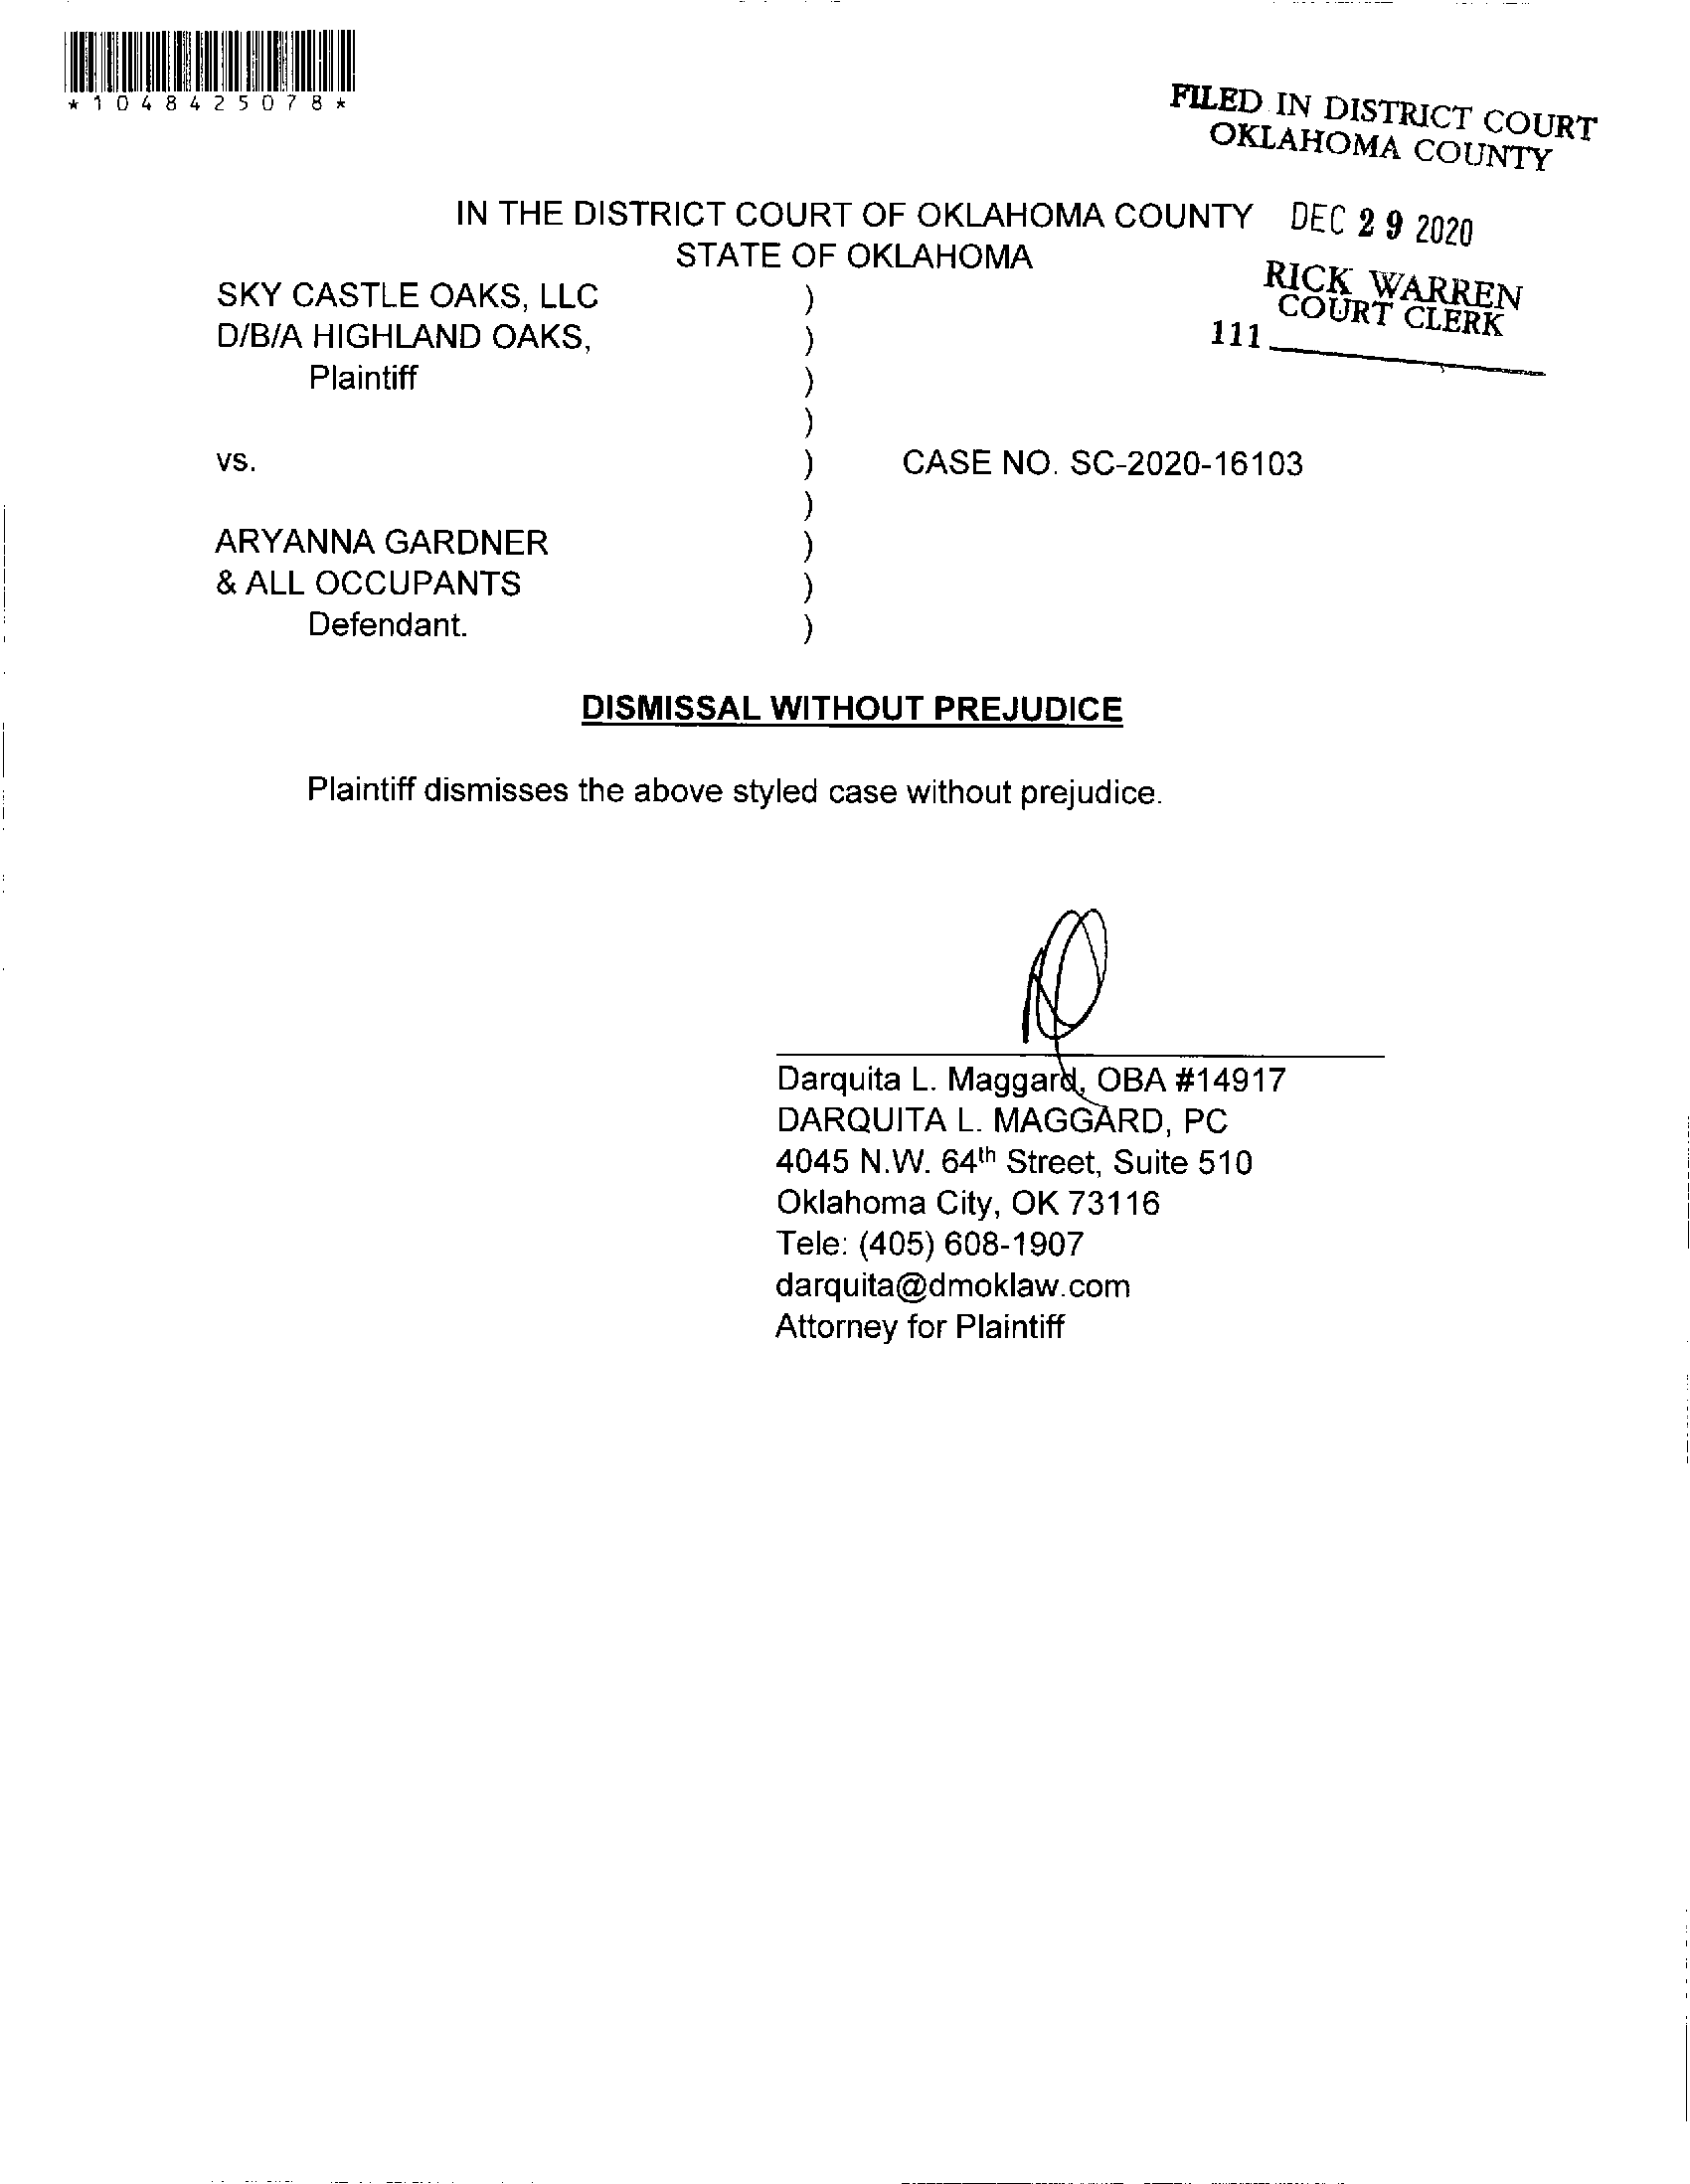 *1048425078*
FILED IN DISTRICT COURT
OKLAHOMA COUNTY
IN THE DISTRICT COURT OF OKLAHOMA COUNTY
DEC 29 2020
STATE OF OKLAHOMA
RICK WARREN
COURT CLERK
111
SKY CASTLE OAKS, LLC )
D/B/A HIGHLAND OAKS, )
Plaintiff )
)
vs. ) CASE NO. SC-2020-16103
)
ARYANNA GARDNER )
& ALL OCCUPANTS )
Defendant. )
DISMISSAL WITHOUT PREJUDICE
Plaintiff dismisses the above styled case without prejudice.
Darquita L. Maggard, OBA #14917
DARQUITA L. MAGGARD, PC
4045 N.W. 64th Street, Suite 510
Oklahoma City, OK 73116
Tele: (405) 608-1907
darquita@dmoklaw.com
Attorney for Plaintiff